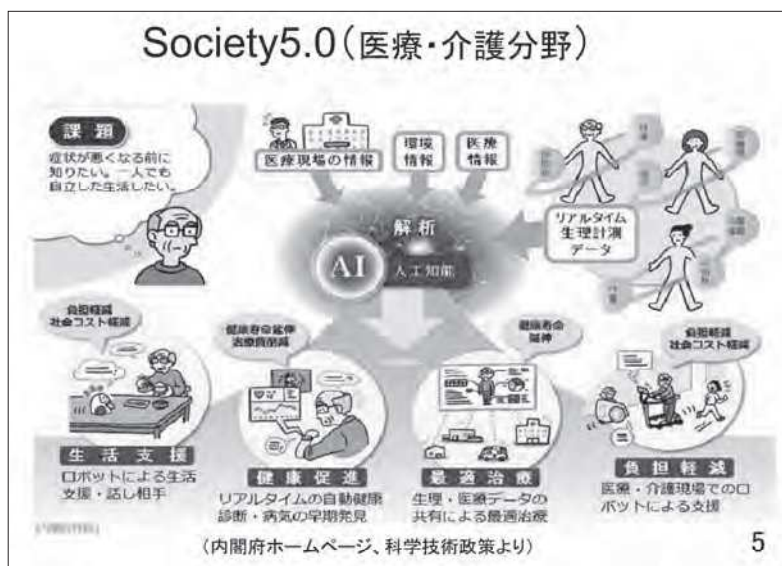 Society5.0(医療・介護分野)
課題
症状が悪くなる前に
知りたい。一人でも
自立した生活したい。
医療現場の情報
環境
情報
医療
情報
リアルタイム
生理計測
データ
解析
AI
人工知能
負担軽減
社会コスト軽減
健康寿命延伸
治療費削減
健康寿命
延伸
負担軽減
社会コスト軽減
生活支援
ロボットによる生活
支援・話し相手
健康促進
リアルタイムの自動健康
診断・病気の早期発見
最適治療
生理・医療データの
共有による最適治療
負担軽減
医療・介護現場でのロ
ボットによる支援
(内閣府ホームページ、科学技術政策より)
5